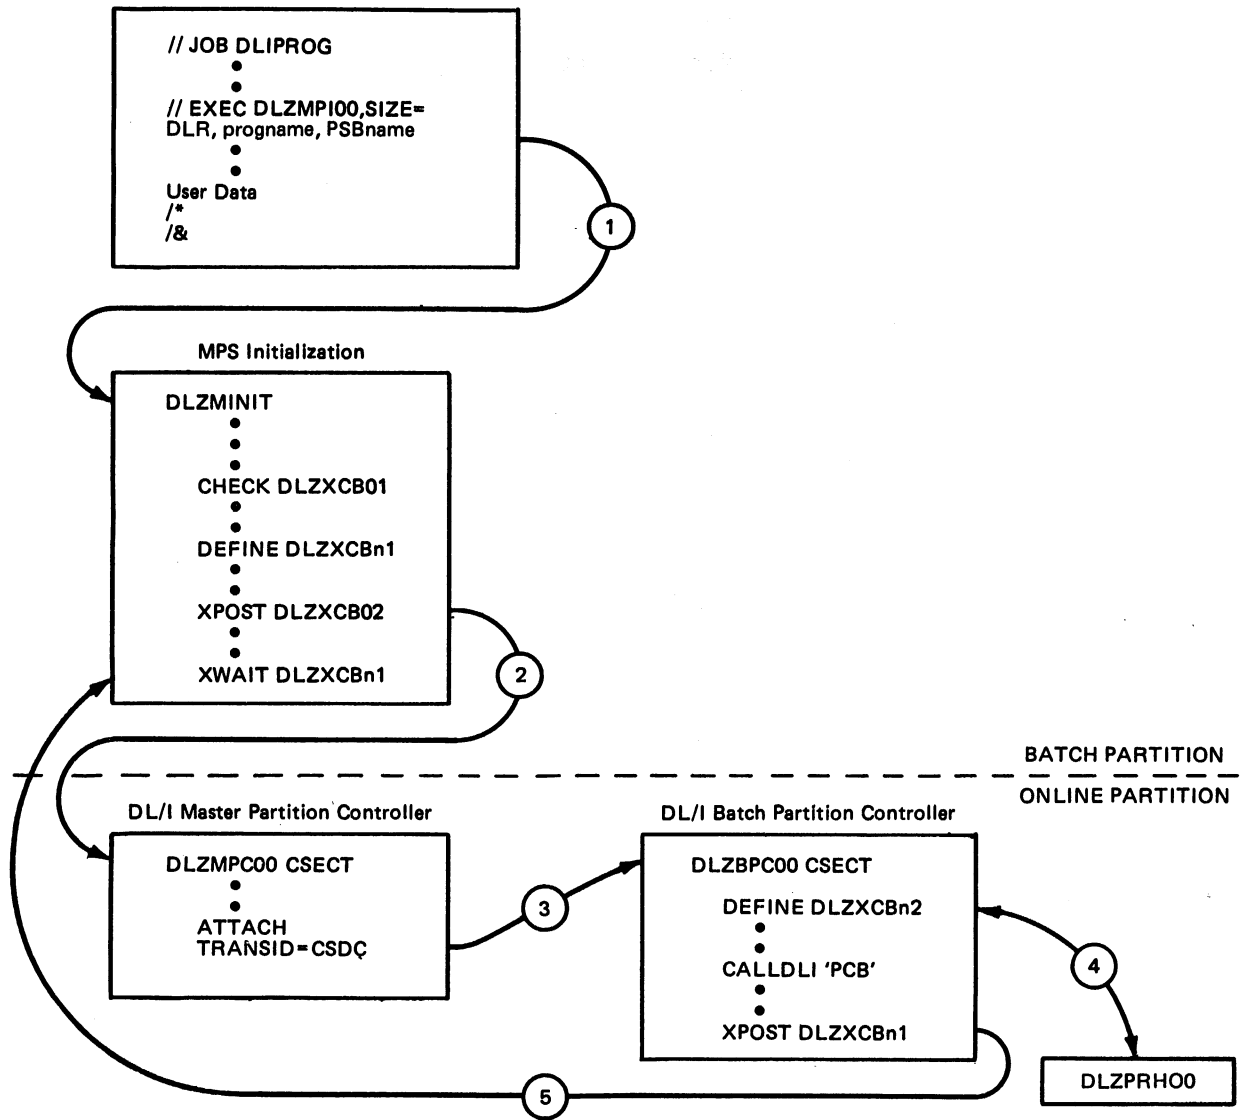 // JOB DLIPROG
// EXEC DLZMPI00,SIZE=
DLR, progname, PSBname
User Data
/*
/&
1
MPS Initialization
DLZMINIT
CHECK DLZXCB01
DEFINE DLZXCBn1
XPOST DLZXCB02
XWAIT DLZXCBn1
2
BATCH PARTITION
ONLINE PARTITION
DL/I Master Partition Controller
DLZMPC00 CSECT
ATTACH
TRANSID=CSDC
3
DL/I Batch Partition Controller
DLZBPC00 CSECT
DEFINE DLZXCBn2
CALLDLI 'PCB'
XPOST DLZXCBn1
4
DLZPRHO0
5